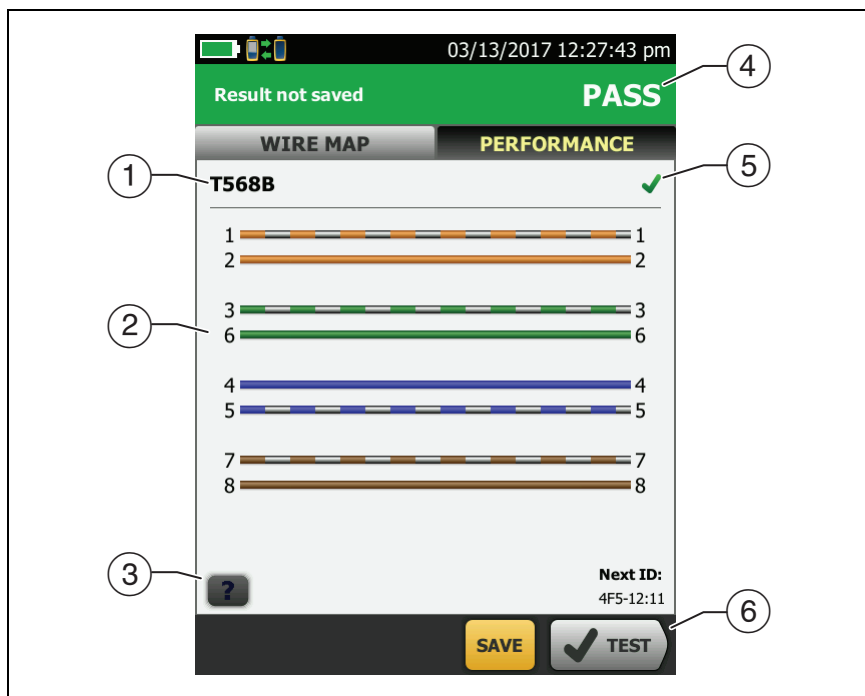 03/13/2017 12:27:43 pm
Result not saved PASS
4
WIRE MAP PERFORMANCE
1
T568B
5
1 1
2 2
3 3
2
6 6
4 4
5 5
7 7
8 8
3
?
Next ID:
4F5-12:11
6
SAVE TEST